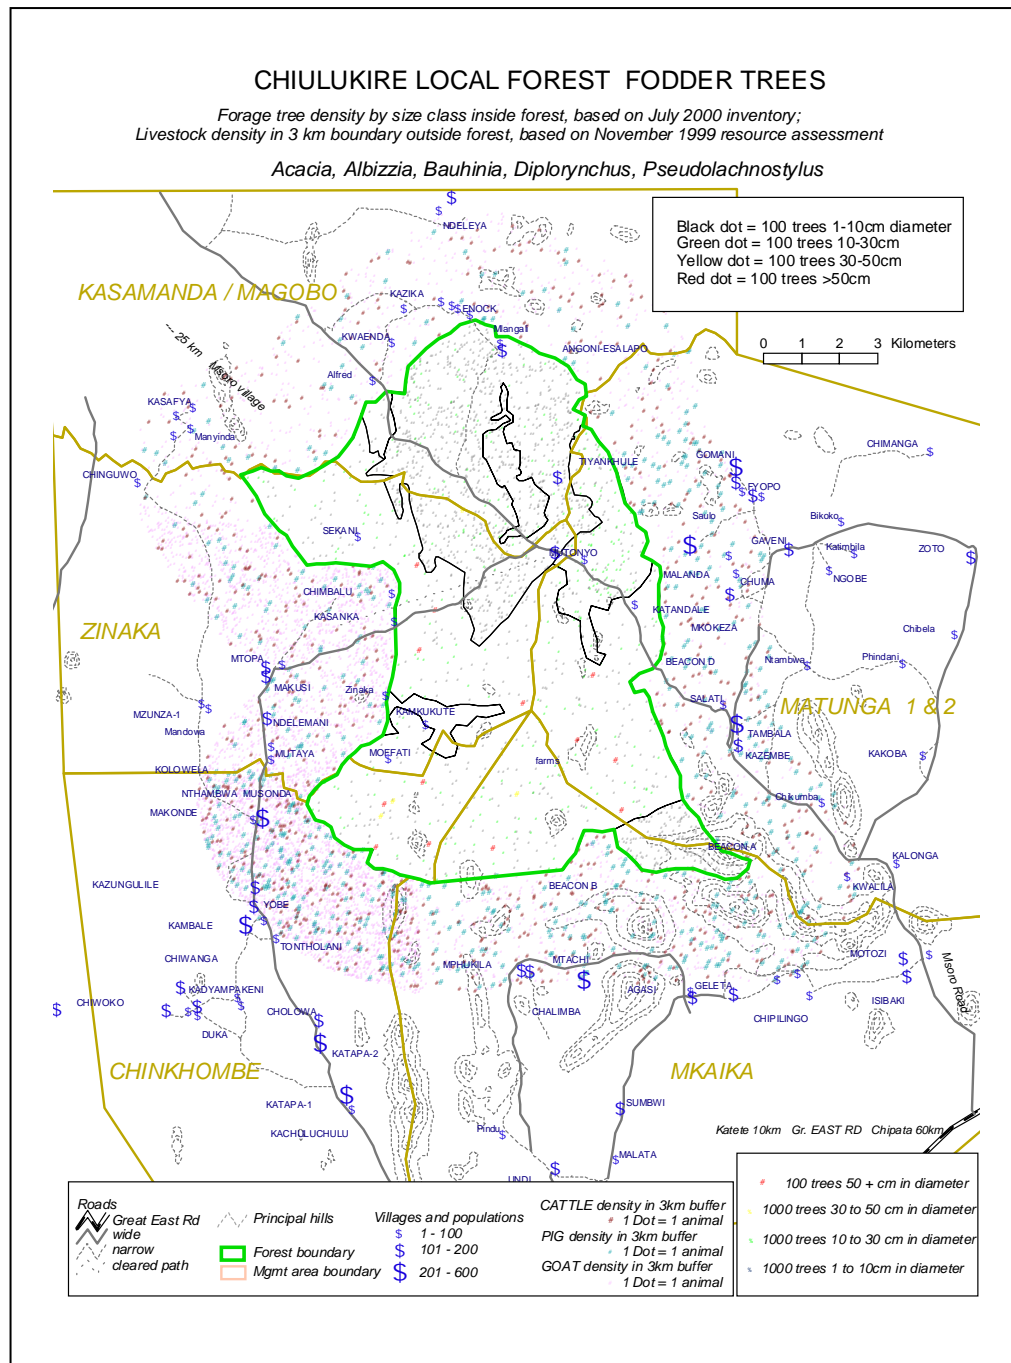 CHIULUKIRE LOCAL FOREST FODDER TREES
Forage tree density by size class inside forest, based on July 2000 inventory;
Livestock density in 3 km boundary outside forest, based on November 1999 resource assessment
Acacia, Albizzia, Bauhinia, Diplorynchus, Pseudolachnostylus
Black dot = 100 trees 1-10cm diameter
Green dot = 100 trees 10-30cm
Yellow dot = 100 trees 30-50cm
Red dot = 100 trees >50cm
0 1 2 3 Kilometers
NDELEYA
KASAMANDA / MAGOBO
KAZIKA
ENOCK
Mlangali
KWAENDA
ANGONI-ESALAPO
--- 25 km
Msoro village
Alfred
KASAFYA
Manyinda
CHIMANGA
GOMANI
TIYANKHULE
CHINGUWO
FYOPO
Saulo
Bikoko
SEKANI
GAVENI
Katimbila
ZOTO
MUTONYO
NGOBE
MALANDA
CHUMA
CHIMBALU
KATANDALE
KASANKA
MKOKEZA
Chibela
ZINAKA
MTOPA
BEACON D
Ntambwa
Phindani
MAKUSI
Zinaka
SALATI
MATUNGA 1 & 2
MZUNZA-1
KAMKUKUTE
NDELEMANI
Mandowa
TAMBALA
MUTAYA
MOEFATI
farms
KAZEMBE
KAKOBA
KOLOWELA
NTHAMBWA
MUSONDA
Chikumba
MAKONDE
BEACON A
KALONGA
KAZUNGULILE
BEACON B
KWALILA
YOBE
KAMBALE
TONTHOLANI
MTACHI
MOTOZI
CHIWANGA
MPHUKILA
Msoro Road
KADYAMPAKENI
AGASI
GELETA
CHIWOKO
CHOLOWA
CHALIMBA
ISIBAKI
CHIPILINGO
DUKA
KATAPA-2
CHINKHOMBE
MKAIKA
KATAPA-1
SUMBWI
KACHULUCHULU
Pindu
Katete 10km Gr. EAST RD Chipata 60km
MALATA
UNDI
Roads
Great East Rd
wide
narrow
cleared path
Principal hills
Forest boundary
Mgmt area boundary
Villages and populations
1 - 100
101 - 200
201 - 600
CATTLE density in 3km buffer
1 Dot = 1 animal
PIG density in 3km buffer
1 Dot = 1 animal
GOAT density in 3km buffer
1 Dot = 1 animal
100 trees 50 + cm in diameter
1000 trees 30 to 50 cm in diameter
1000 trees 10 to 30 cm in diameter
1000 trees 1 to 10cm in diameter